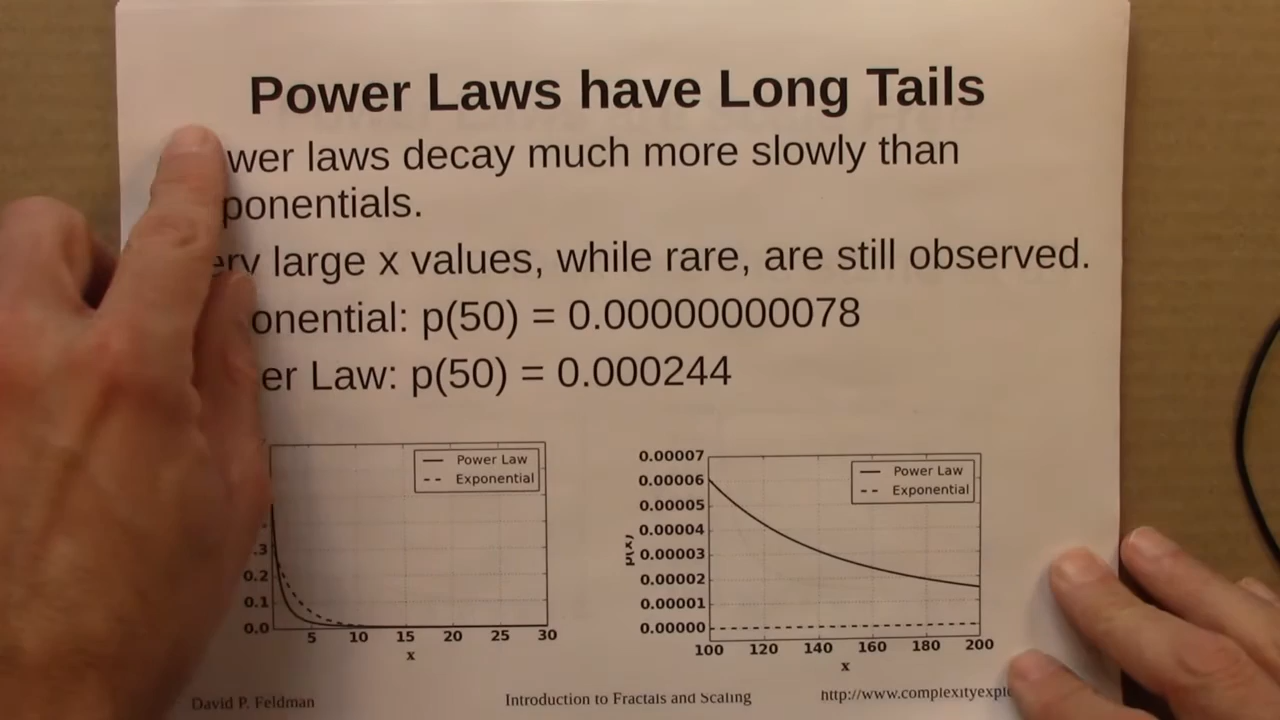 Power Laws have Long Tails
wer laws decay much more slowly than
ponentials.
ery large x values, while rare, are still observed.
onential: p(50) = 0.00000000078
er Law: p(50) = 0.000244
Power Law
Exponential
.3
0.2
0.1
0.0
5 10 15 20 25 30
x
0.00007
0.00006
0.00005
0.00004
0.00003
0.00002
0.00001
0.00000
p(x)
Power Law
Exponential
100 120 140 160 180 200
x
David P. Feldman
Introduction to Fractals and Scaling
http://www.complexityexplo